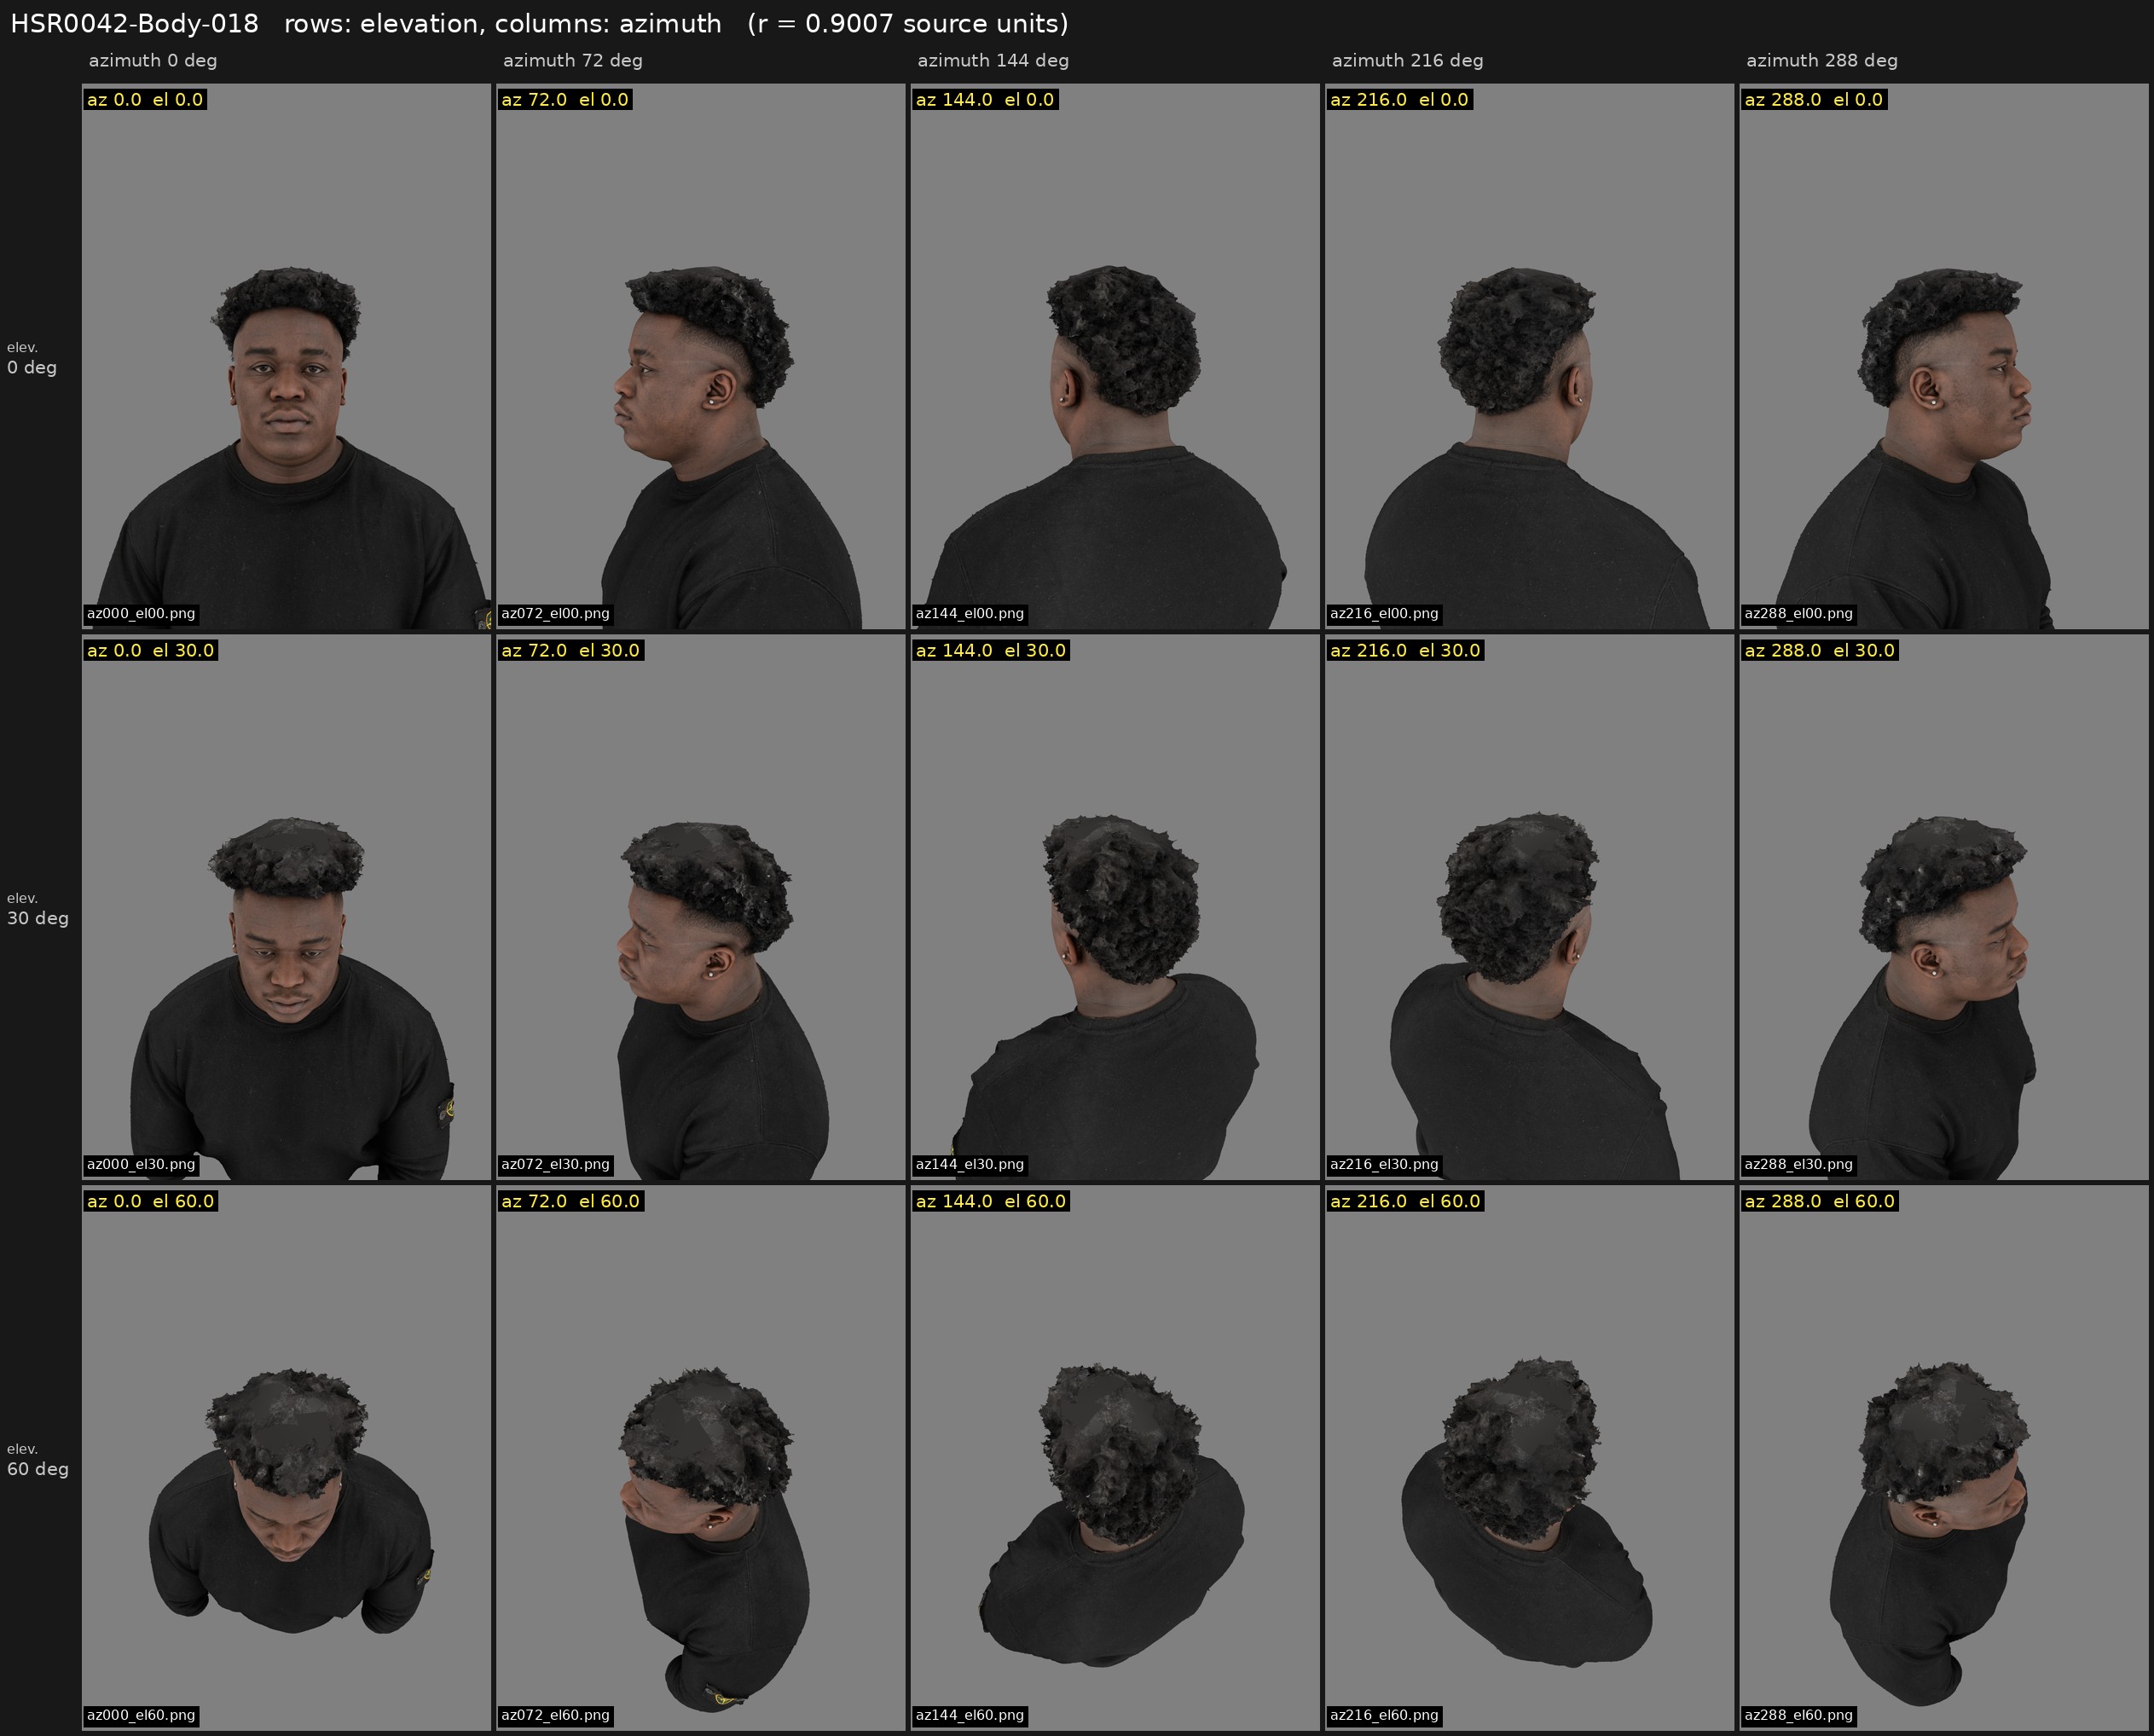 HSR0042-Body-018   rows: elevation, columns: azimuth   (r = 0.9007 source units)
azimuth 0 deg
azimuth 72 deg
azimuth 144 deg
azimuth 216 deg
azimuth 288 deg
elev.
0 deg
az 0.0  el 0.0
az000_el00.png
az 72.0  el 0.0
az072_el00.png
az 144.0  el 0.0
az144_el00.png
az 216.0  el 0.0
az216_el00.png
az 288.0  el 0.0
az288_el00.png
elev.
30 deg
az 0.0  el 30.0
az000_el30.png
az 72.0  el 30.0
az072_el30.png
az 144.0  el 30.0
az144_el30.png
az 216.0  el 30.0
az216_el30.png
az 288.0  el 30.0
az288_el30.png
elev.
60 deg
az 0.0  el 60.0
az000_el60.png
az 72.0  el 60.0
az072_el60.png
az 144.0  el 60.0
az144_el60.png
az 216.0  el 60.0
az216_el60.png
az 288.0  el 60.0
az288_el60.png